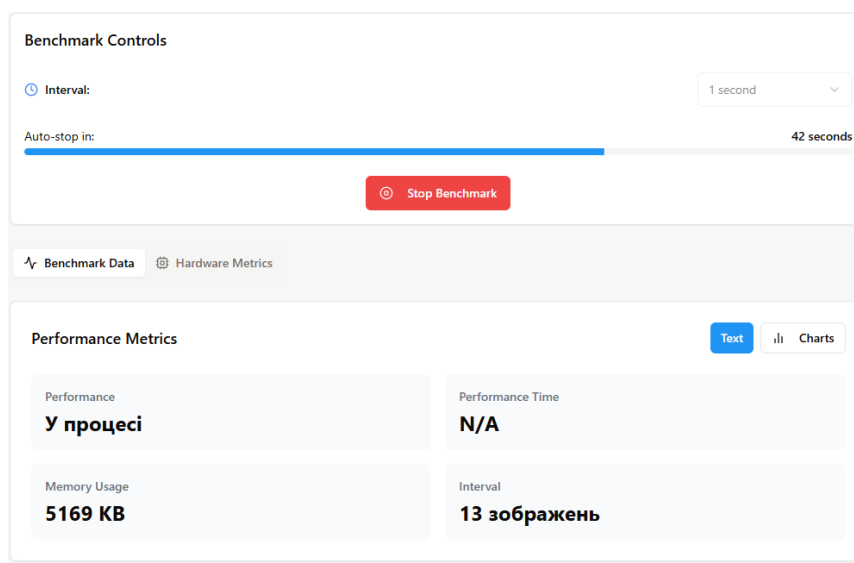 Benchmark Controls
Interval:
1 second
Auto-stop in:
42 seconds
Stop Benchmark
Benchmark Data
Hardware Metrics
Performance Metrics
Text
Charts
Performance
У процесі
Performance Time
N/A
Memory Usage
5169 KB
Interval
13 зображень